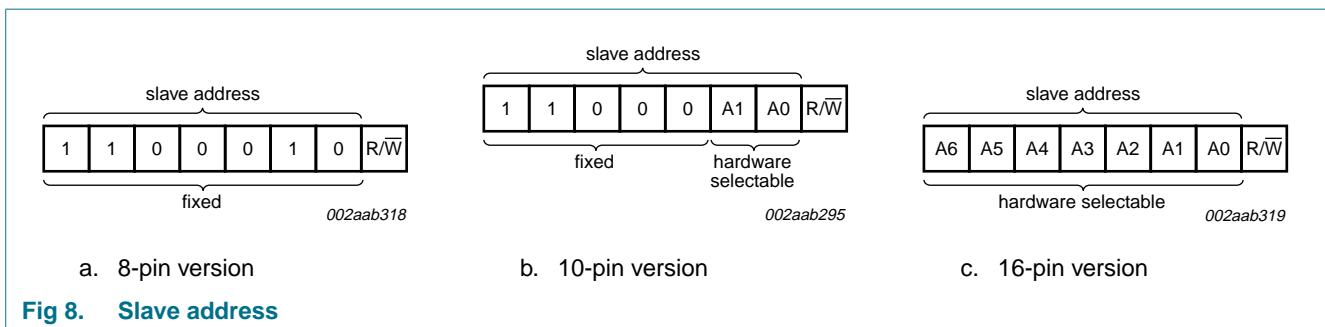 slave address
1 1 0 0 0 1 0 R/W̅
fixed
002aab318
a. 8-pin version
slave address
1 1 0 0 0 A1 A0 R/W̅
fixed
hardware
selectable
002aab295
b. 10-pin version
slave address
A6 A5 A4 A3 A2 A1 A0 R/W̅
hardware selectable
002aab319
c. 16-pin version
Fig 8. Slave address